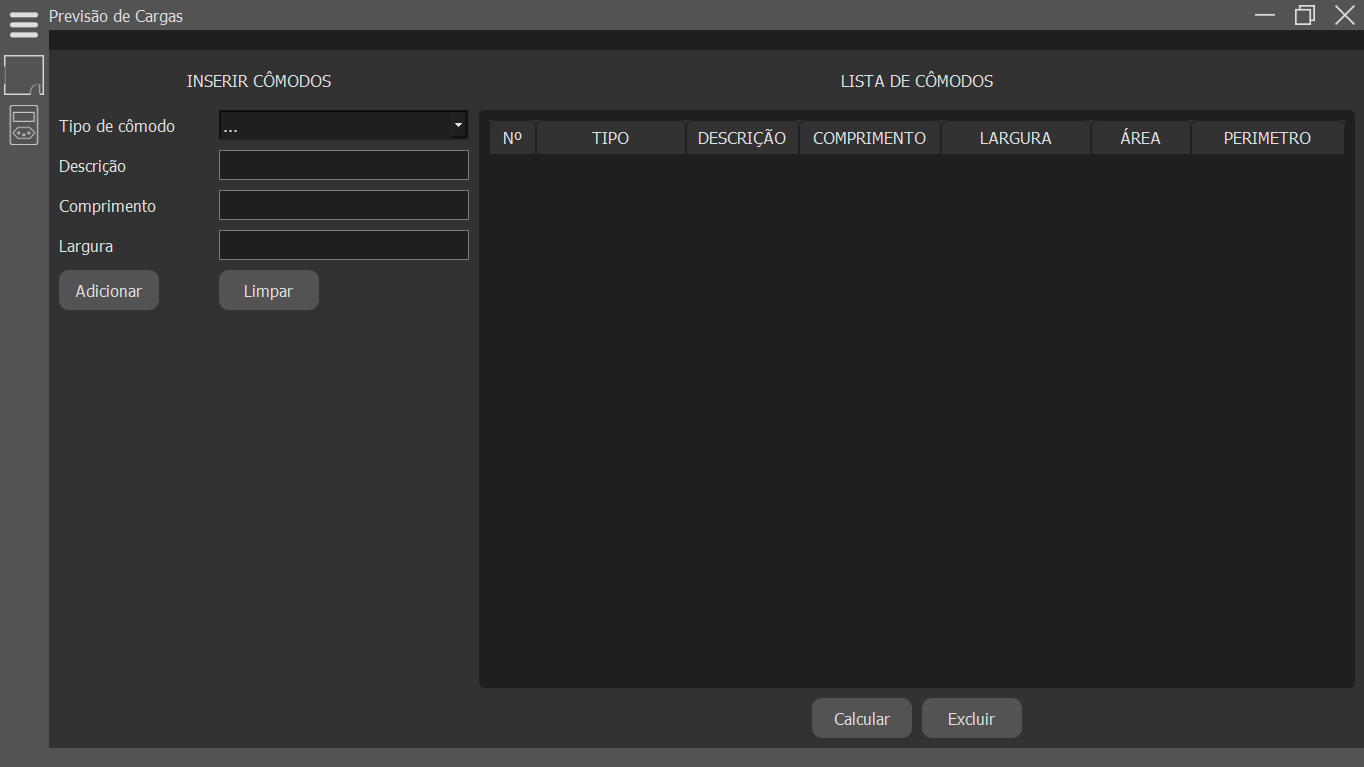 Previsão de Cargas
INSERIR CÔMODOS
Tipo de cômodo
...
Descrição
Comprimento
Largura
Adicionar
Limpar
LISTA DE CÔMODOS
Nº TIPO DESCRIÇÃO COMPRIMENTO LARGURA ÁREA PERIMETRO
Calcular
Excluir